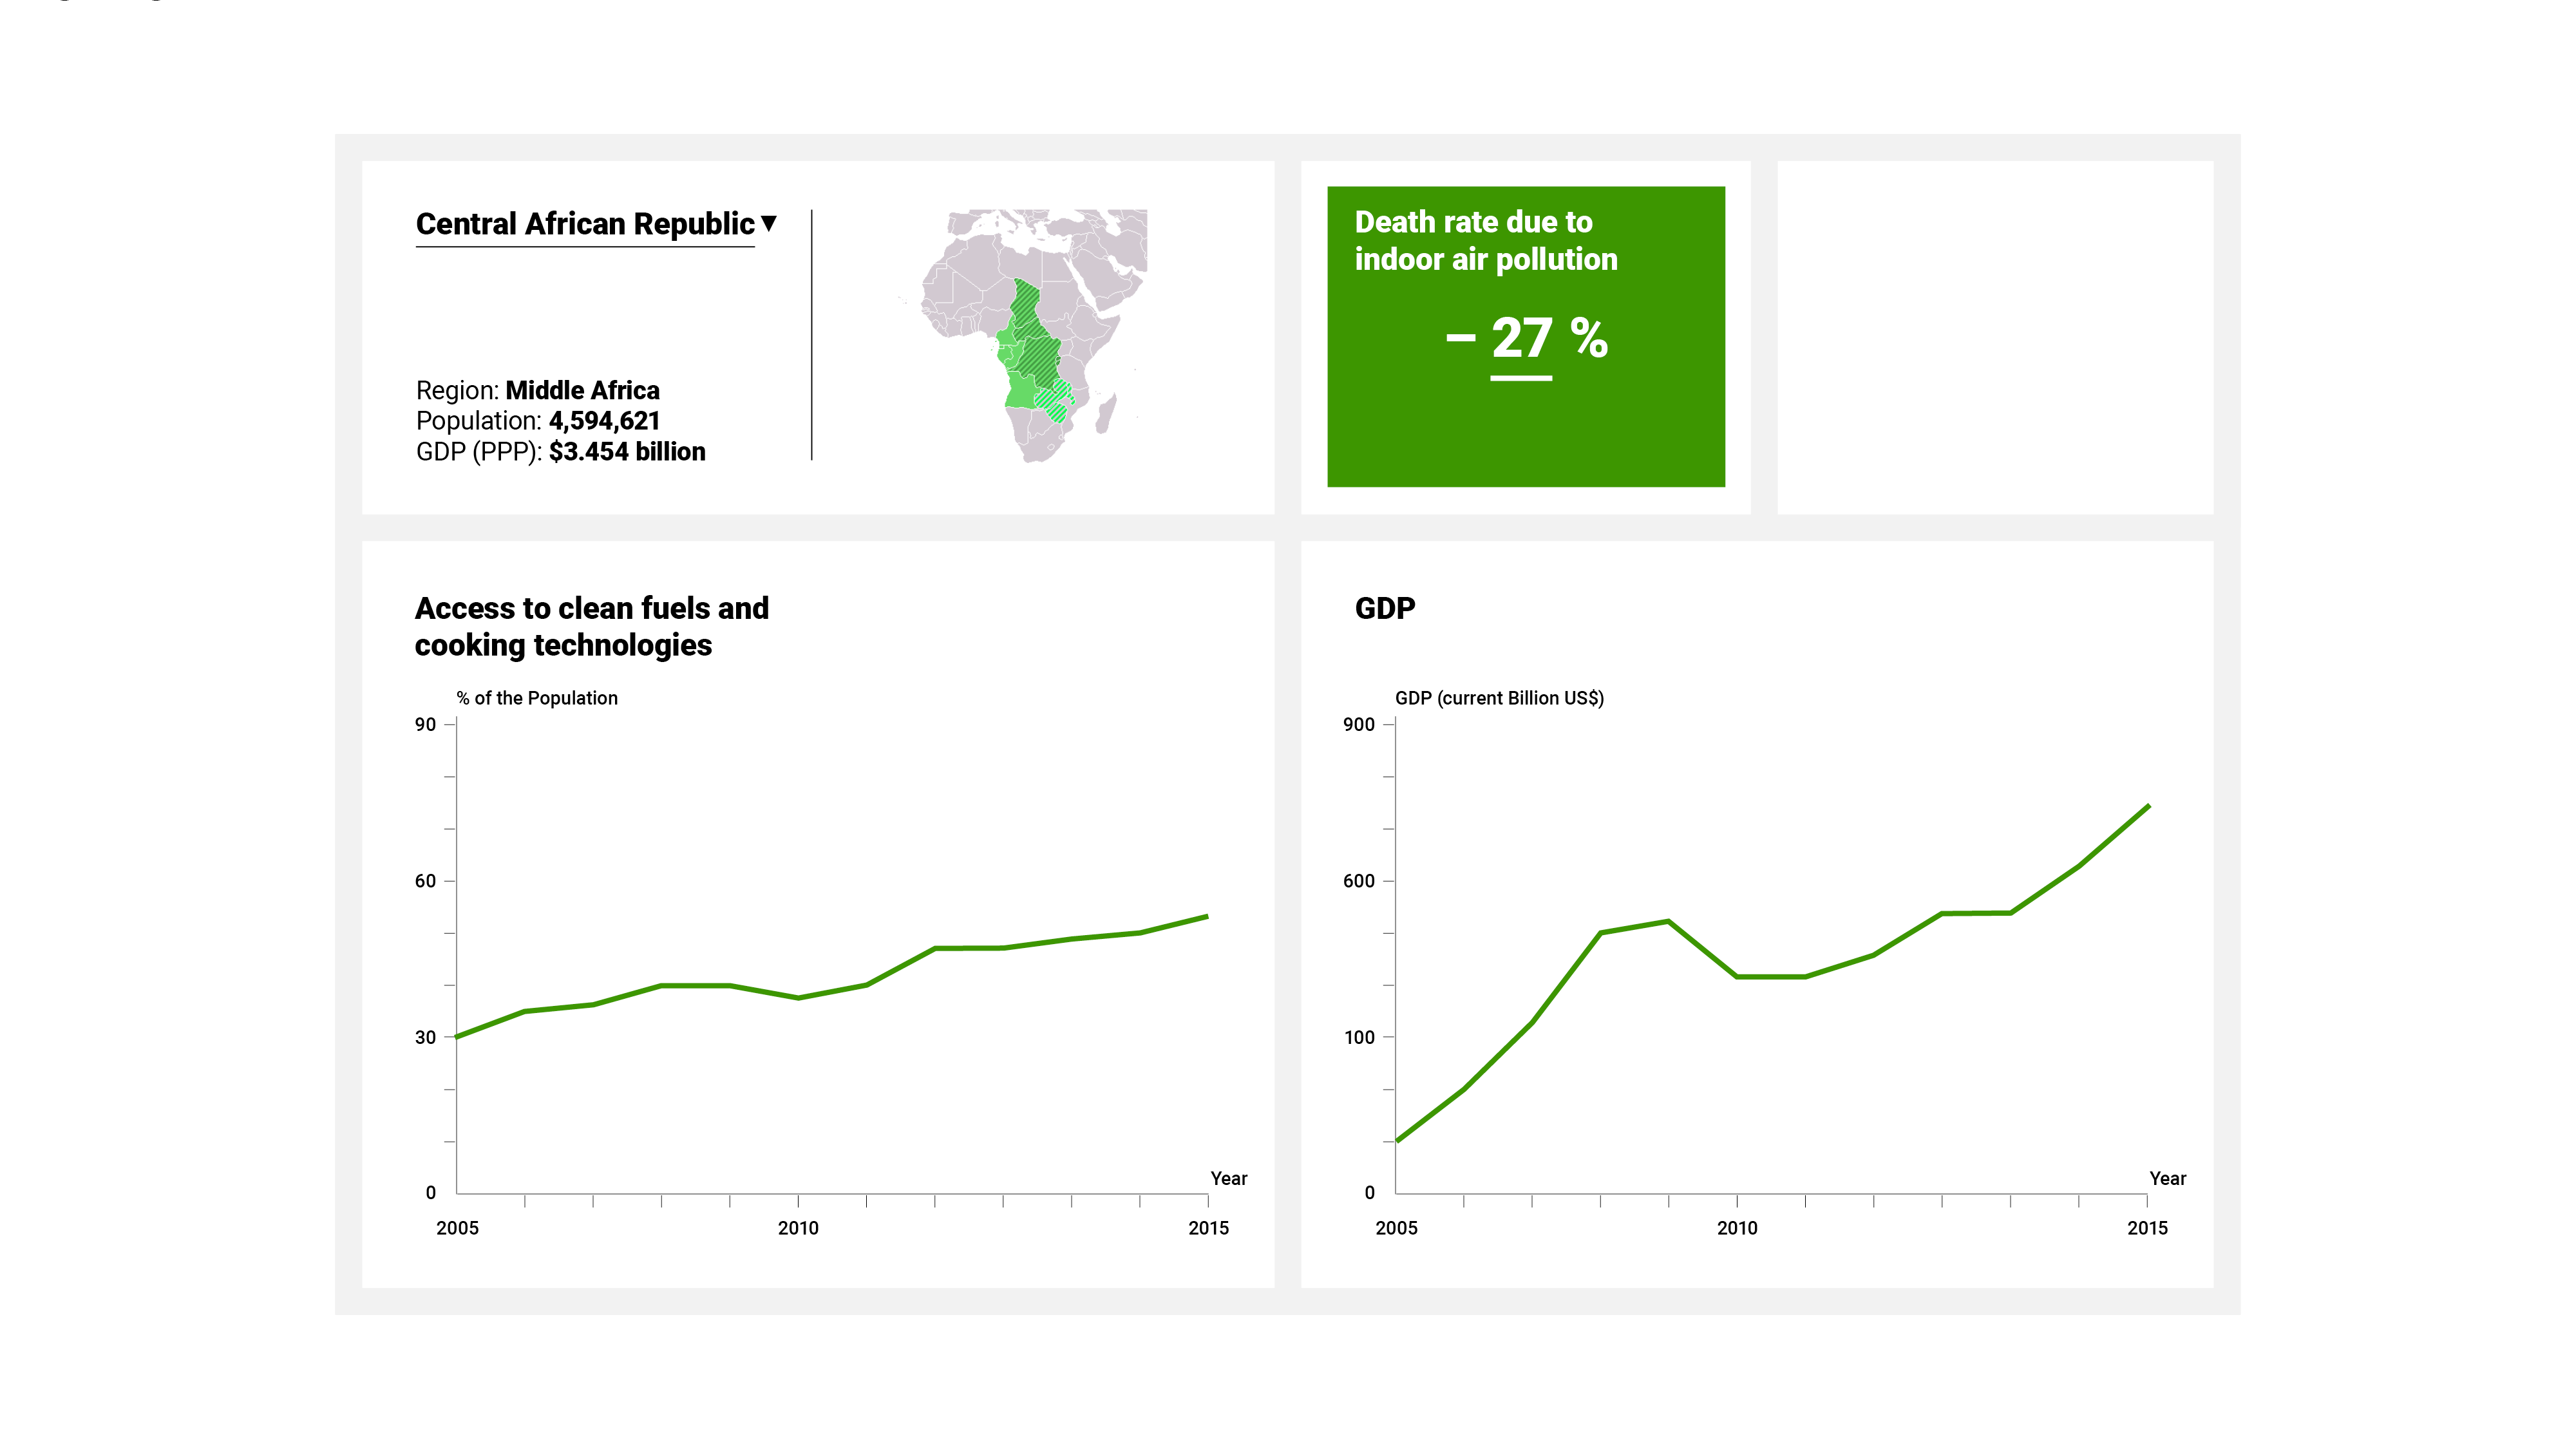 Central African Republic ▼
Region: Middle Africa
Population: 4,594,621
GDP (PPP): $3.454 billion
Death rate due to
indoor air pollution
– 27 %
Access to clean fuels and
cooking technologies
% of the Population
90
60
30
0
Year
2005 2010 2015
GDP
GDP (current Billion US$)
900
600
100
0
Year
2005 2010 2015